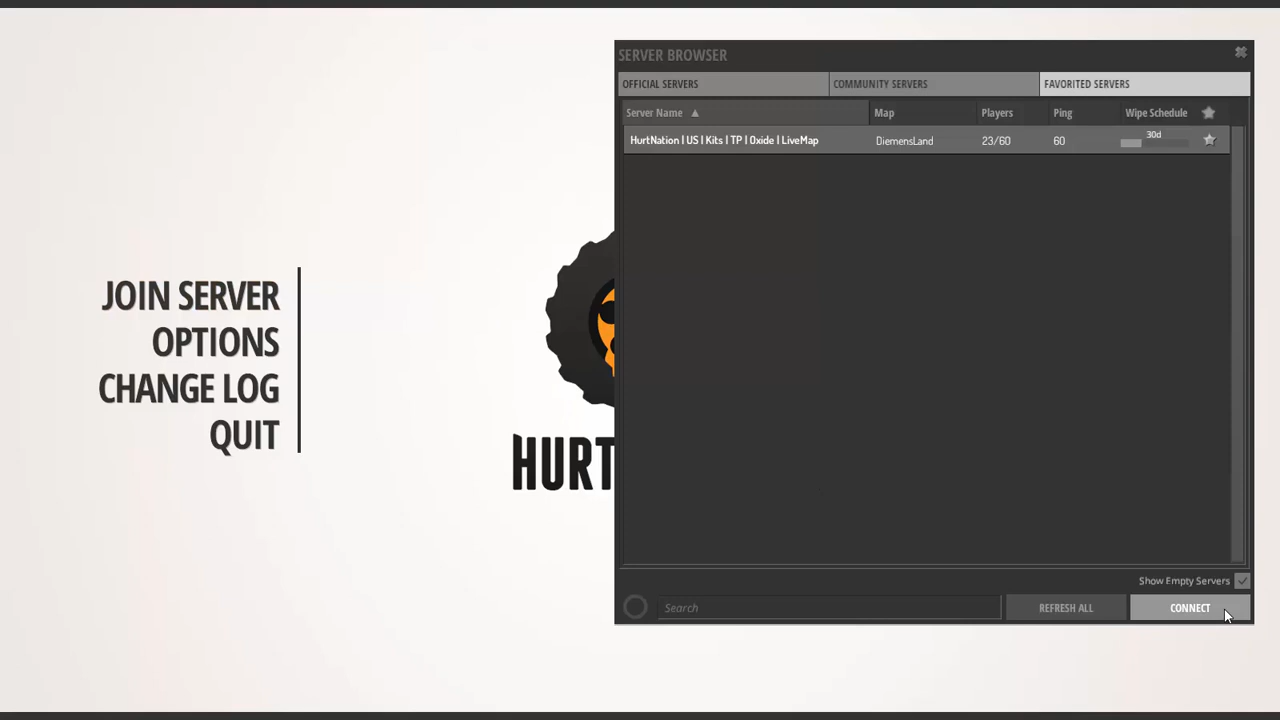 SERVER BROWSER
OFFICIAL SERVERS COMMUNITY SERVERS FAVORITED SERVERS
Server Name Map Players Ping Wipe Schedule
HurtNation | US | Kits | TP | Oxide | LiveMap DiemensLand 23/60 60 30d
JOIN SERVER
OPTIONS
CHANGE LOG
QUIT
HURT
Show Empty Servers
Search REFRESH ALL CONNECT